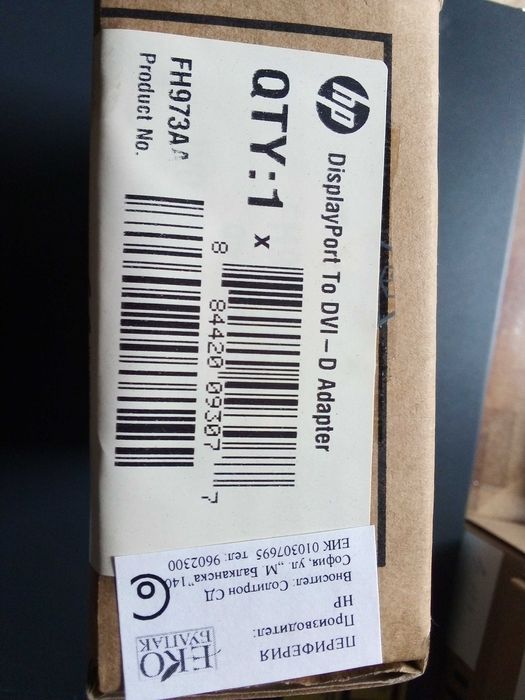 hp
DisplayPort To DVI – D Adapter
QTY:1 x
8 84420 09307 7
FH973AA
Product No.
ПЕРИФЕРИЯ
Производител:
HP
Вносител: Солитрон СД
София, ул. „М. Балканска"140
ЕИК 010307695 тел: 9602300
ЕКО
БУЛПАК